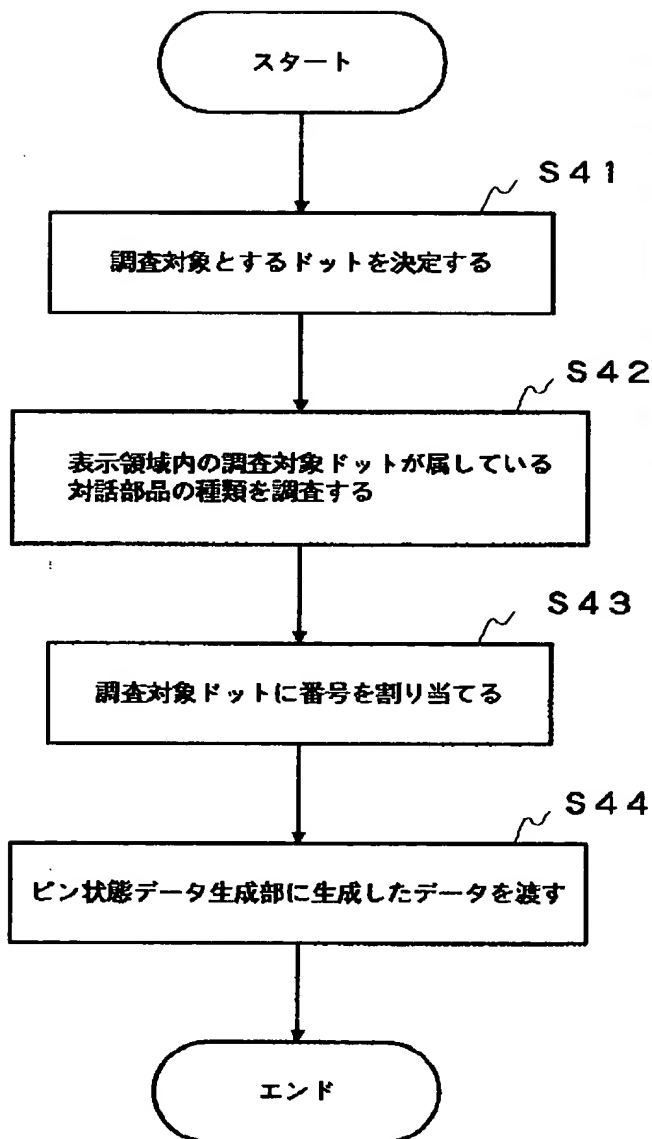 スタート
S41
調査対象とするドットを決定する
S42
表示領域内の調査対象ドットが属している
対話部品の種類を調査する
S43
調査対象ドットに番号を割り当てる
S44
ピン状態データ生成部に生成したデータを渡す
エンド